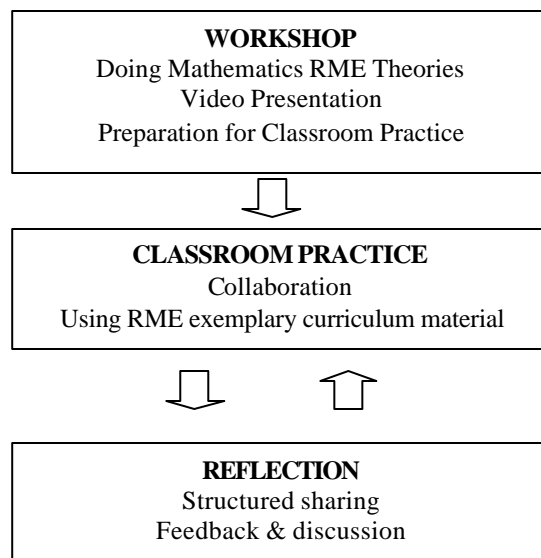 WORKSHOP
Doing Mathematics RME Theories
Video Presentation
Preparation for Classroom Practice
CLASSROOM PRACTICE
Collaboration
Using RME exemplary curriculum material
REFLECTION
Structured sharing
Feedback & discussion